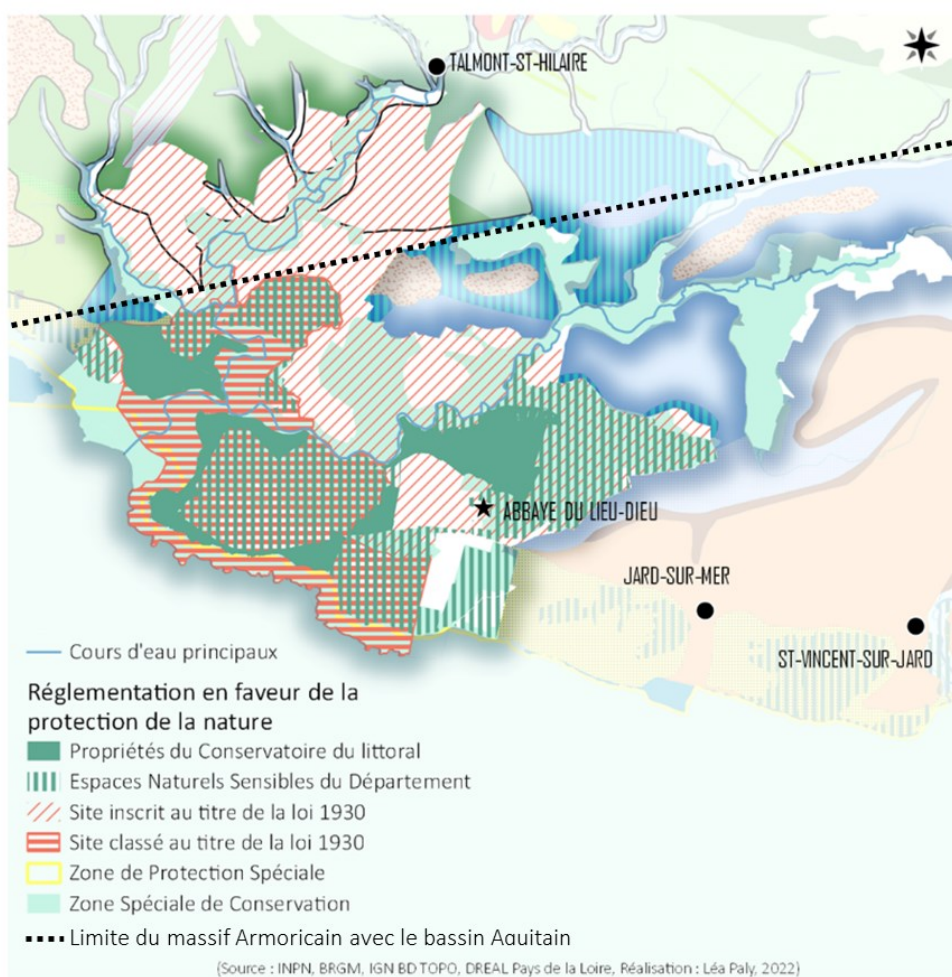 TALMONT-ST-HILAIRE
ABBAYE DU LIEU-DIEU
JARD-SUR-MER
ST-VINCENT-SUR-JARD
Cours d'eau principaux
Réglementation en faveur de la
protection de la nature
Propriétés du Conservatoire du littoral
Espaces Naturels Sensibles du Département
Site inscrit au titre de la loi 1930
Site classé au titre de la loi 1930
Zone de Protection Spéciale
Zone Spéciale de Conservation
Limite du massif Armoricain avec le bassin Aquitain
(Source : INPN, BRGM, IGN BD TOPO, DREAL Pays de la Loire, Réalisation : Léa Paly, 2022)